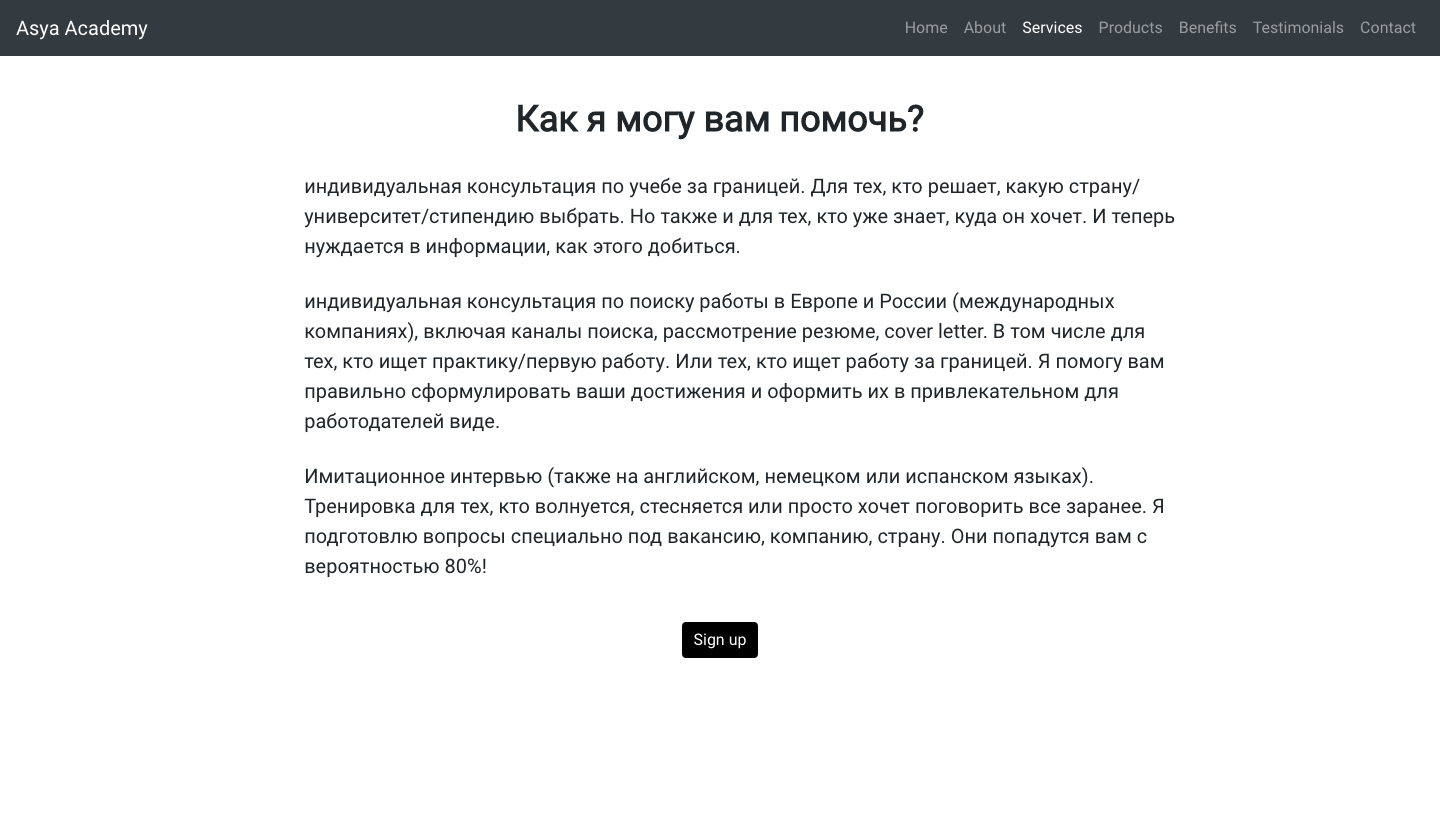 Asya Academy
Home About Services Products Benefits Testimonials Contact
Как я могу вам помочь?
индивидуальная консультация по учебе за границей. Для тех, кто решает, какую страну/
университет/стипендию выбрать. Но также и для тех, кто уже знает, куда он хочет. И теперь
нуждается в информации, как этого добиться.
индивидуальная консультация по поиску работы в Европе и России (международных
компаниях), включая каналы поиска, рассмотрение резюме, cover letter. В том числе для
тех, кто ищет практику/первую работу. Или тех, кто ищет работу за границей. Я помогу вам
правильно сформулировать ваши достижения и оформить их в привлекательном для
работодателей виде.
Имитационное интервью (также на английском, немецком или испанском языках).
Тренировка для тех, кто волнуется, стесняется или просто хочет поговорить все заранее. Я
подготовлю вопросы специально под вакансию, компанию, страну. Они попадутся вам с
вероятностью 80%!
Sign up